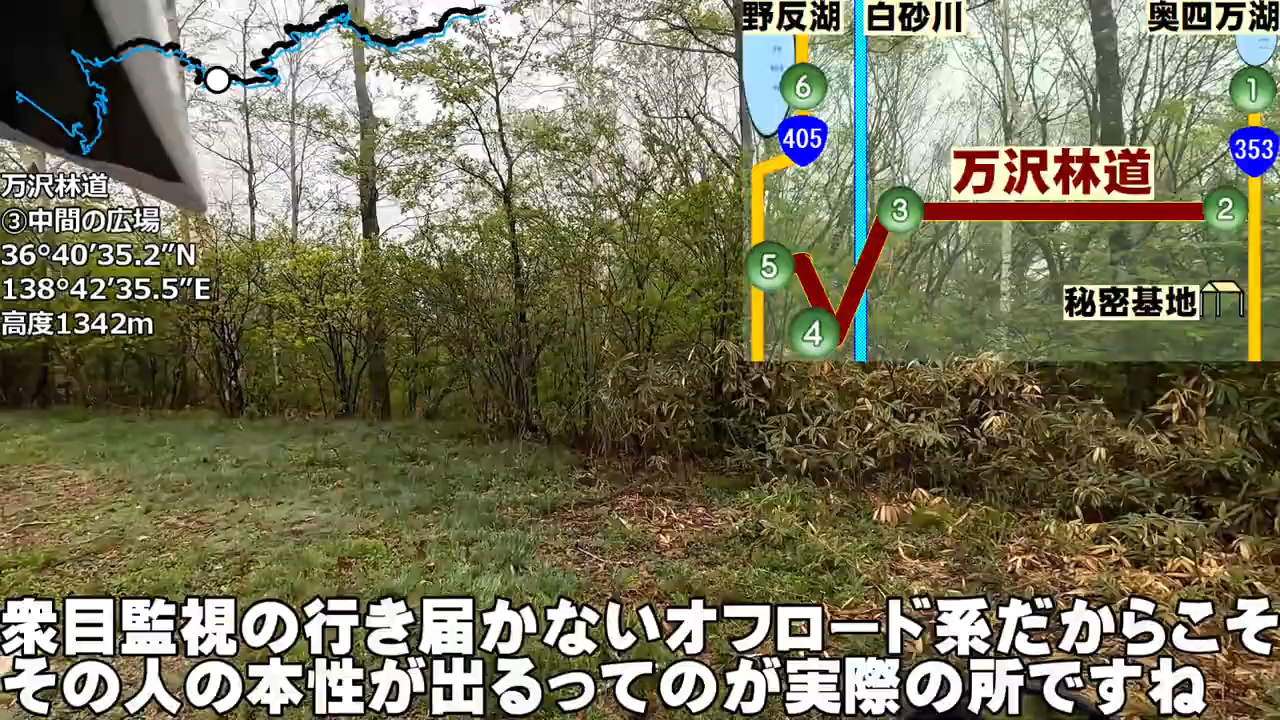 野反湖
白砂川
奥四万湖
6
1
405
353
万沢林道
万沢林道
③中間の広場
36°40′35.2″N
138°42′35.5″E
高度1342m
3
2
5
秘密基地
4
衆目監視の行き届かないオフロード系だからこそ
その人の本性が出るってのが実際の所ですね